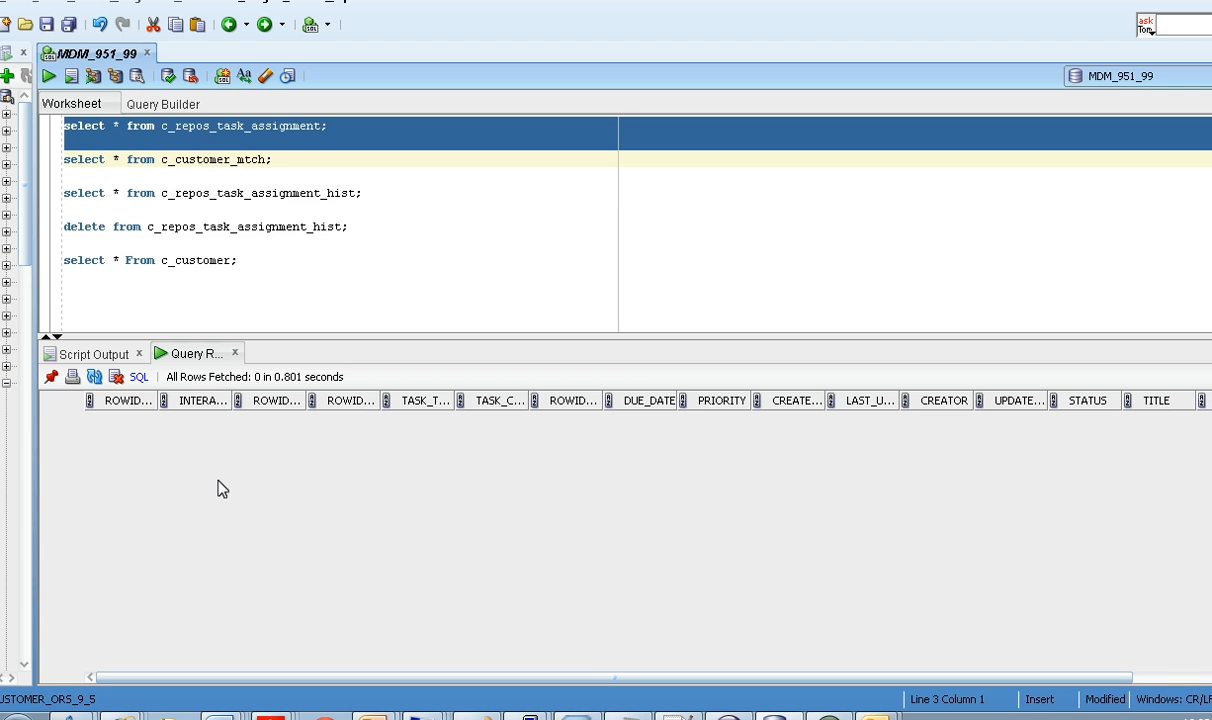 ask
Tom
MDM_951_99
MDM_951_99
Worksheet Query Builder
select * from c_repos_task_assignment;
select * from c_customer_mtch;
select * from c_repos_task_assignment_hist;
delete from c_repos_task_assignment_hist;
select * From c_customer;
Script Output Query R...
SQL All Rows Fetched: 0 in 0.801 seconds
ROWID... INTERA... ROWID... ROWID... TASK_T... TASK_C... ROWID... DUE_DATE PRIORITY CREATE... LAST_U... CREATOR UPDATE... STATUS TITLE
USTOMER_ORS_9_5 Line 3 Column 1 Insert Modified Windows: CR/LF